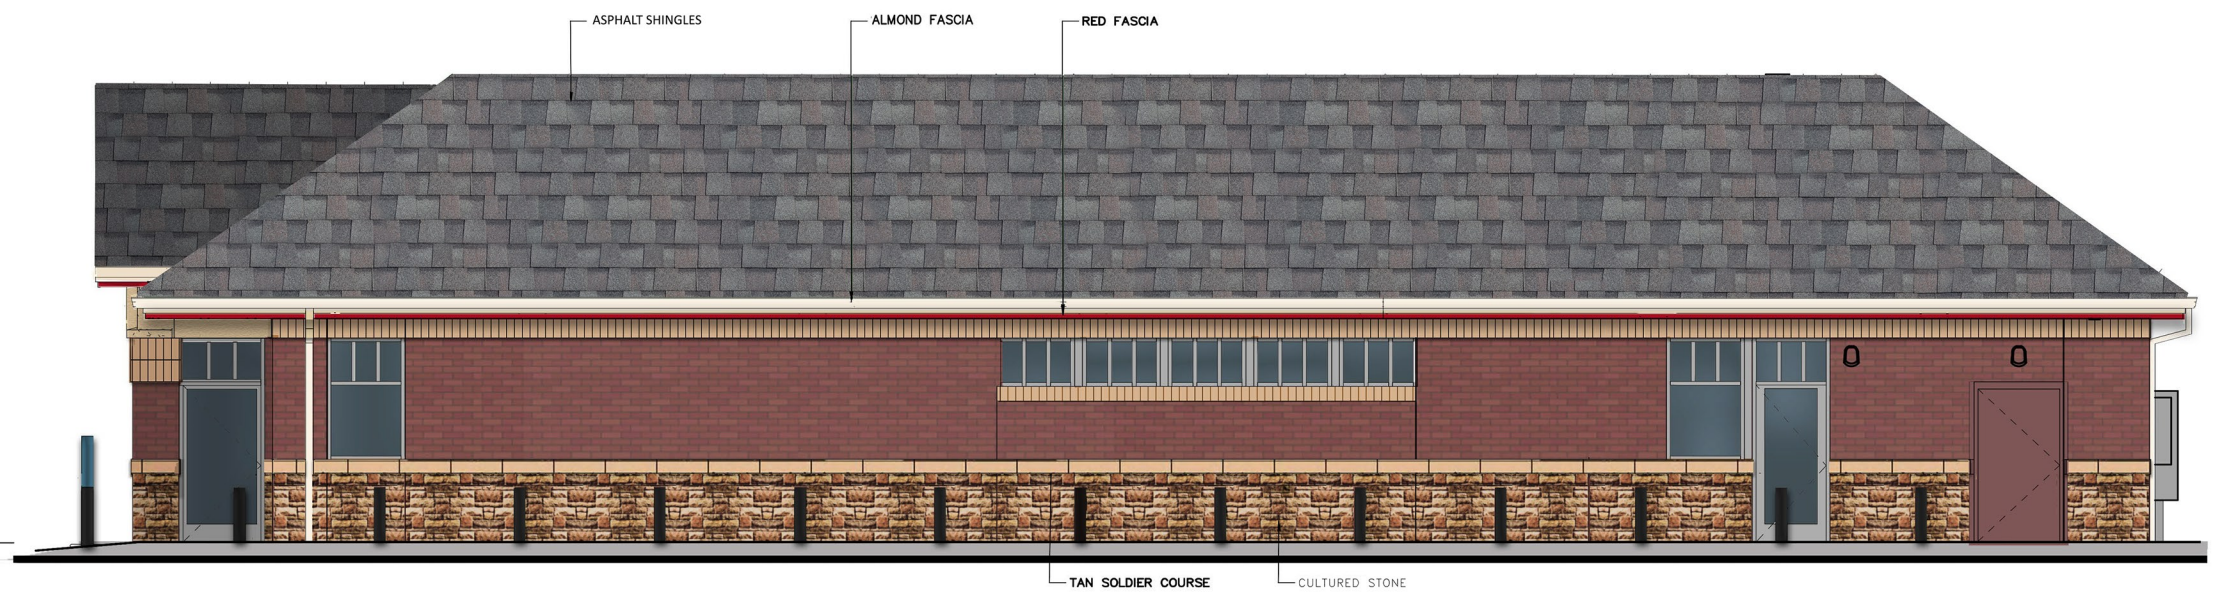 ASPHALT SHINGLES
ALMOND FASCIA
RED FASCIA
TAN SOLDIER COURSE
CULTURED STONE